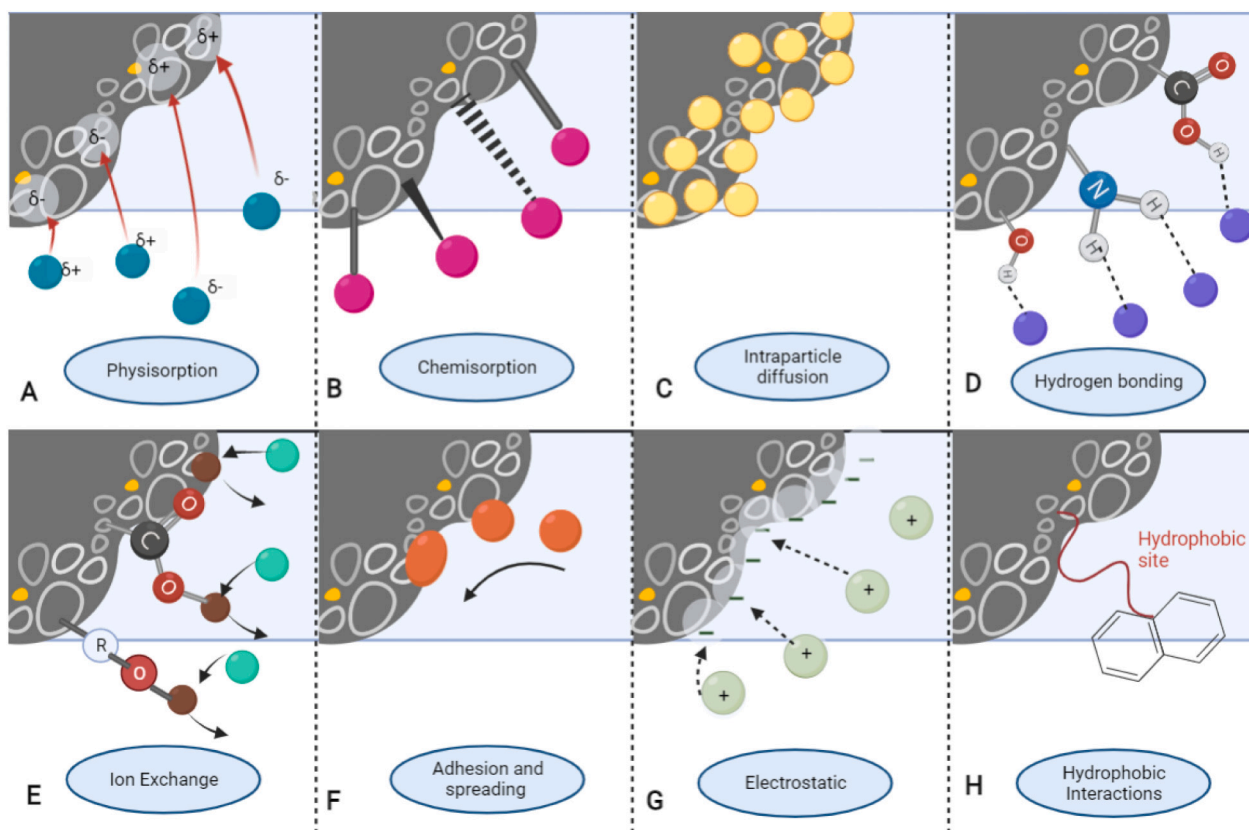 δ+
δ+
δ-
δ-
δ-
δ+
δ+
δ-
Physisorption
A
Chemisorption
B
Intraparticle
diffusion
C
C
O
O
H
N
H
H
O
H
Hydrogen bonding
D
O
C
O
R
O
Ion Exchange
E
Adhesion and
spreading
F
+
+
+
+
Electrostatic
G
Hydrophobic
site
Hydrophobic
Interactions
H